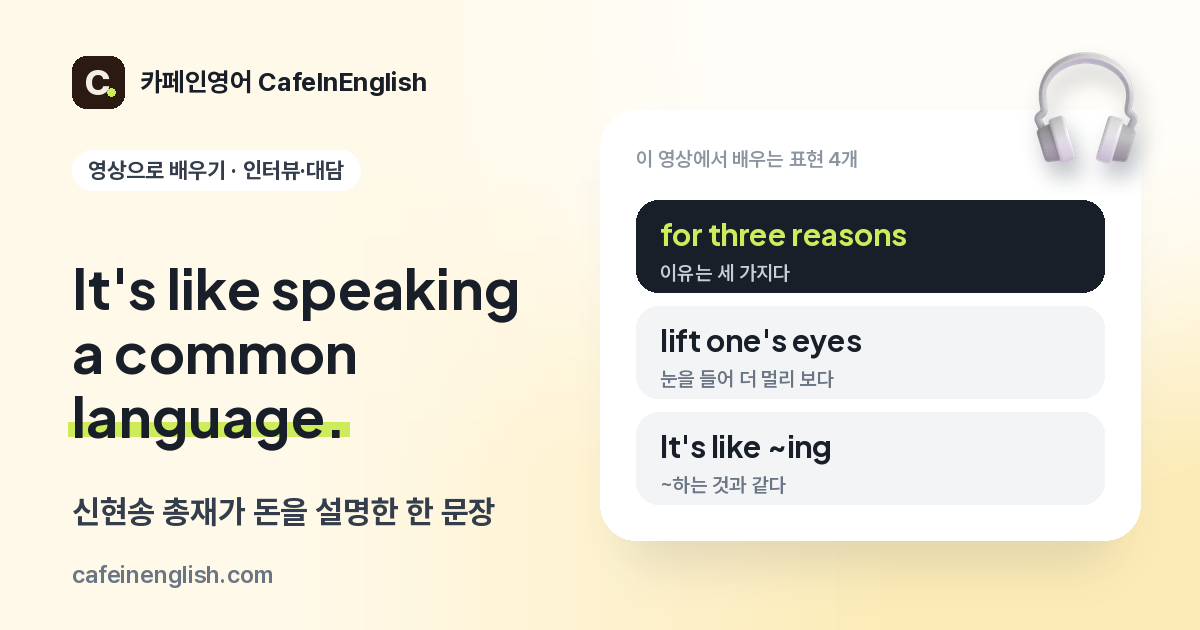 C
카페인영어 CafeInEnglish
영상으로 배우기 · 인터뷰·대담
It's like speaking
a common
language.
신현송 총재가 돈을 설명한 한 문장
cafeinenglish.com
이 영상에서 배우는 표현 4개
for three reasons
이유는 세 가지다
lift one's eyes
눈을 들어 더 멀리 보다
It's like ~ing
~하는 것과 같다